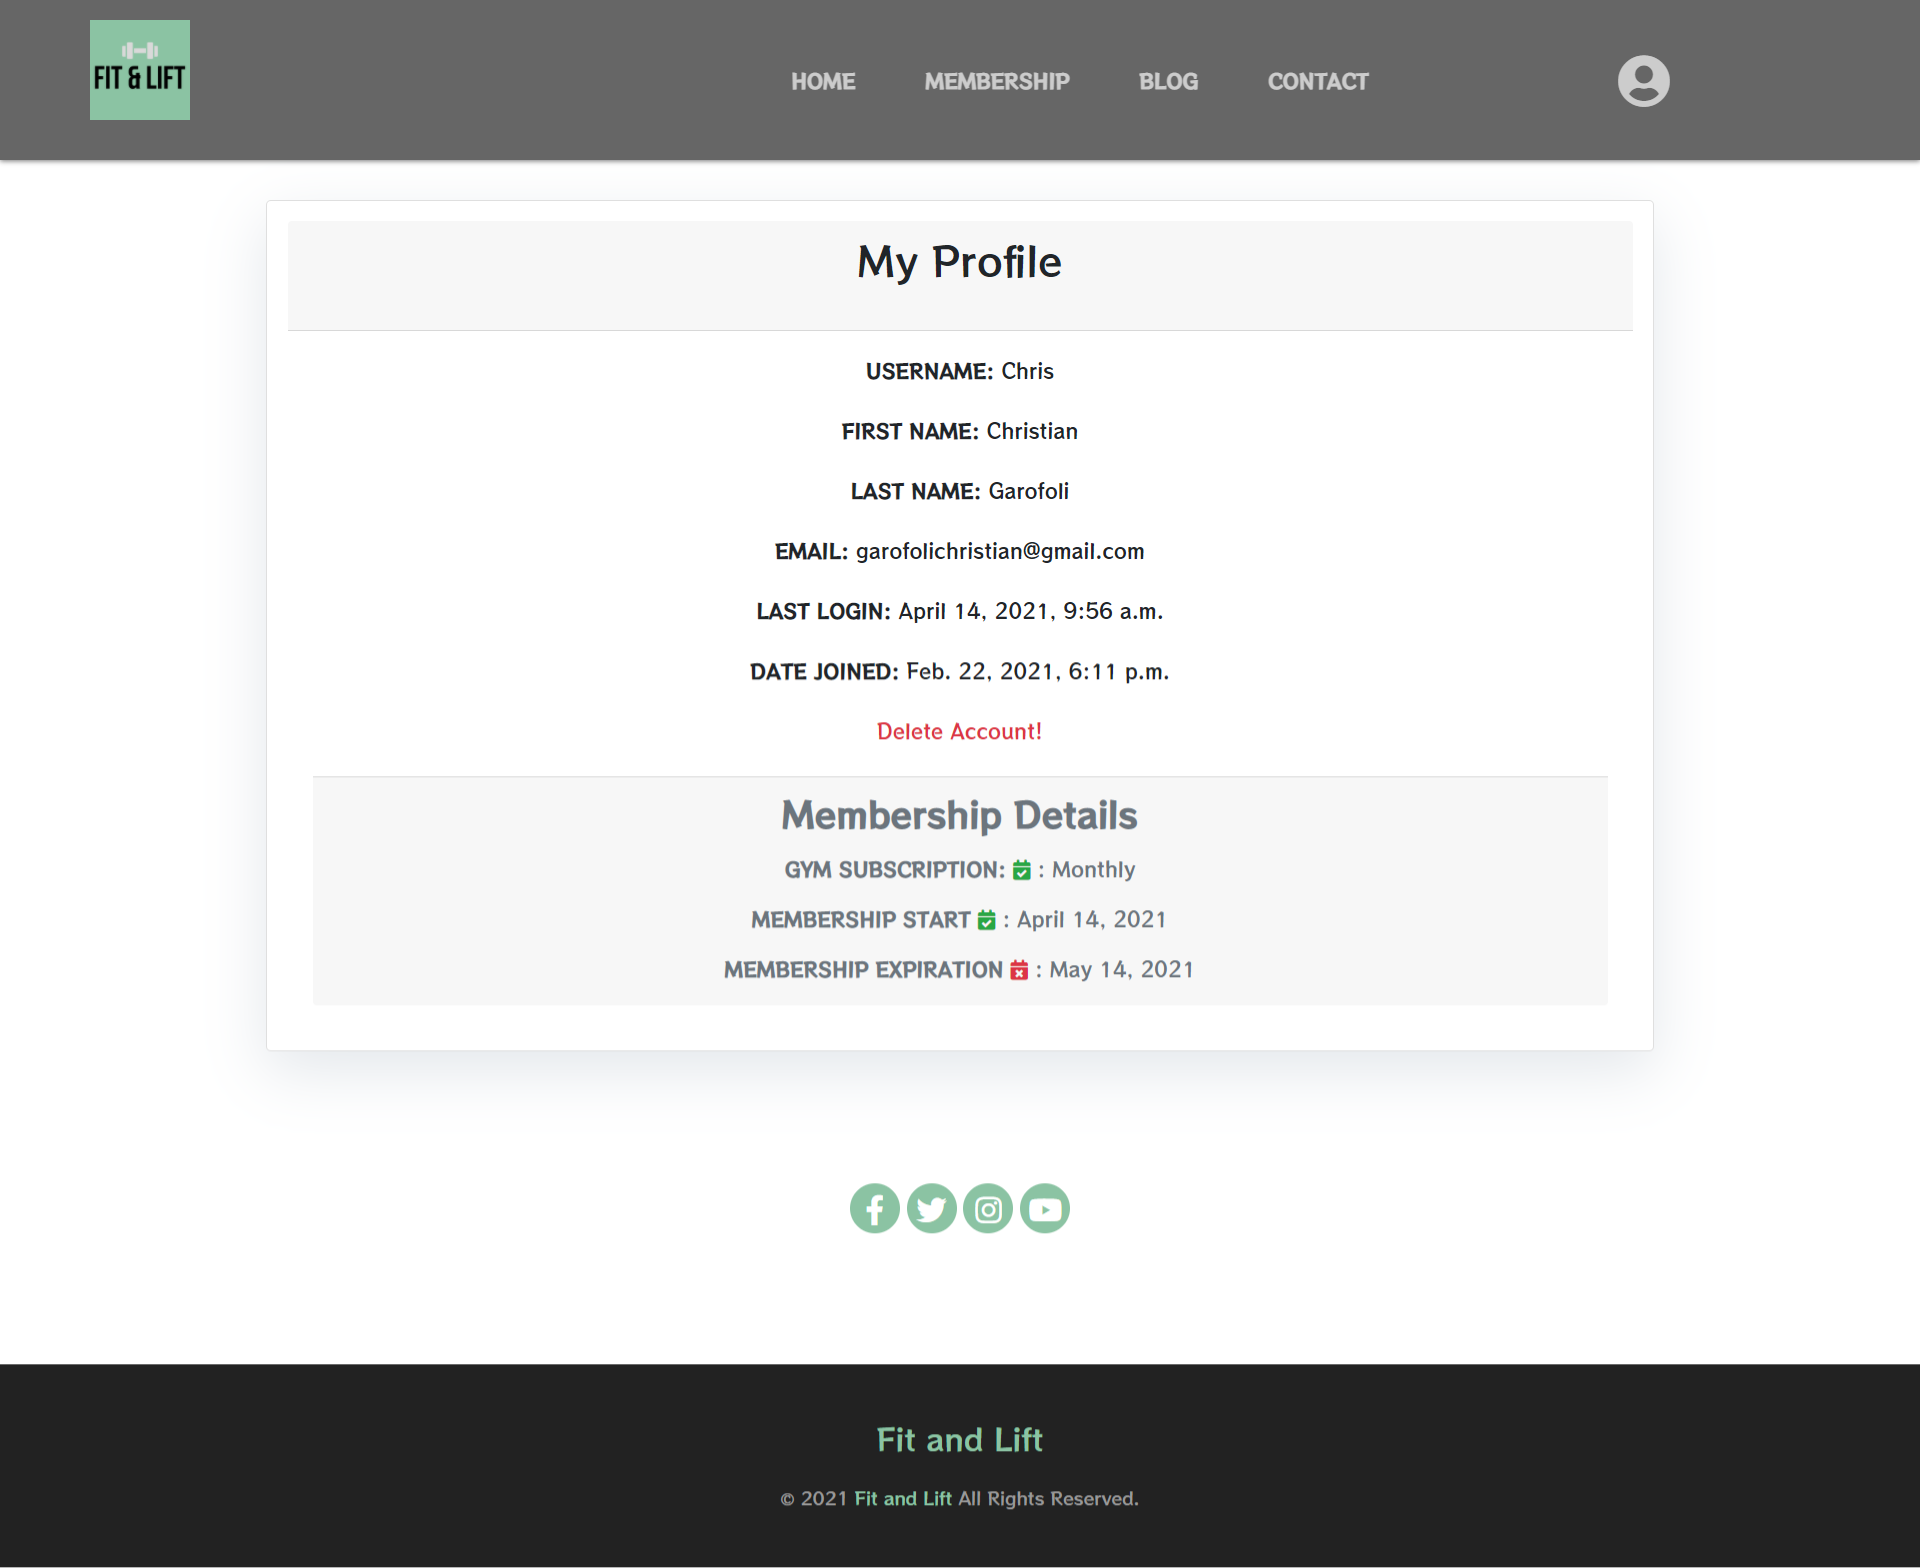 FIT & LIFT
HOME MEMBERSHIP BLOG CONTACT
My Profile
USERNAME: Chris
FIRST NAME: Christian
LAST NAME: Garofoli
EMAIL: garofolichristian@gmail.com
LAST LOGIN: April 14, 2021, 9:56 a.m.
DATE JOINED: Feb. 22, 2021, 6:11 p.m.
Delete Account!
Membership Details
GYM SUBSCRIPTION: : Monthly
MEMBERSHIP START : April 14, 2021
MEMBERSHIP EXPIRATION : May 14, 2021
Fit and Lift
© 2021 Fit and Lift All Rights Reserved.